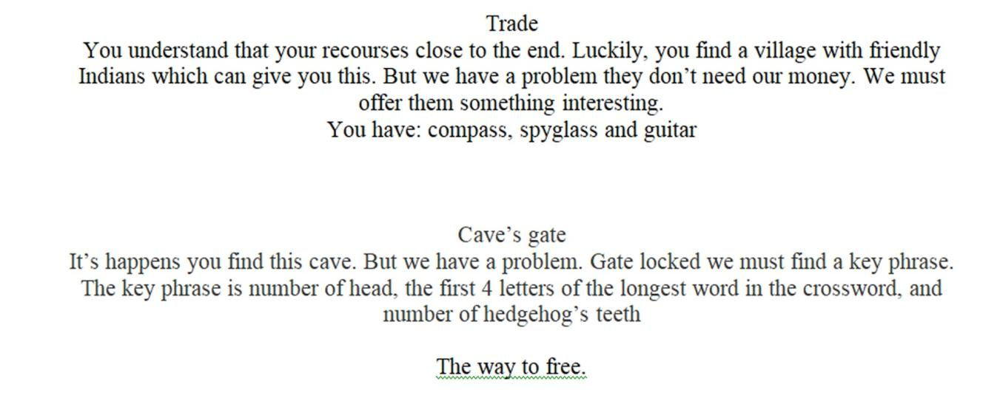 Trade
You understand that your recourses close to the end. Luckily, you find a village with friendly
Indians which can give you this. But we have a problem they don’t need our money. We must
offer them something interesting.
You have: compass, spyglass and guitar
Cave’s gate
It’s happens you find this cave. But we have a problem. Gate locked we must find a key phrase.
The key phrase is number of head, the first 4 letters of the longest word in the crossword, and
number of hedgehog’s teeth
The way to free.